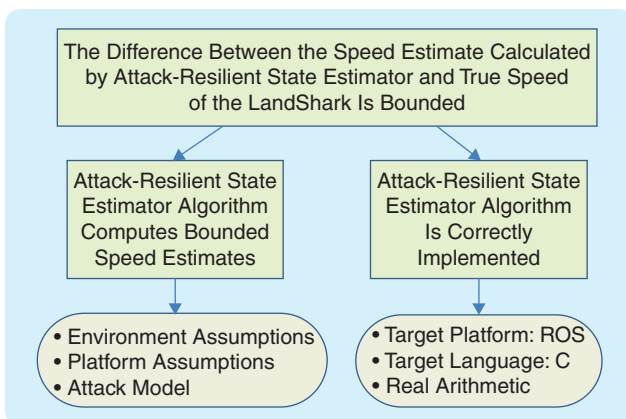 The Difference Between the Speed Estimate Calculated
by Attack-Resilient State Estimator and True Speed
of the LandShark Is Bounded
Attack-Resilient State
Estimator Algorithm
Computes Bounded
Speed Estimates
Attack-Resilient State
Estimator Algorithm
Is Correctly
Implemented
• Environment Assumptions
• Platform Assumptions
• Attack Model
• Target Platform: ROS
• Target Language: C
• Real Arithmetic